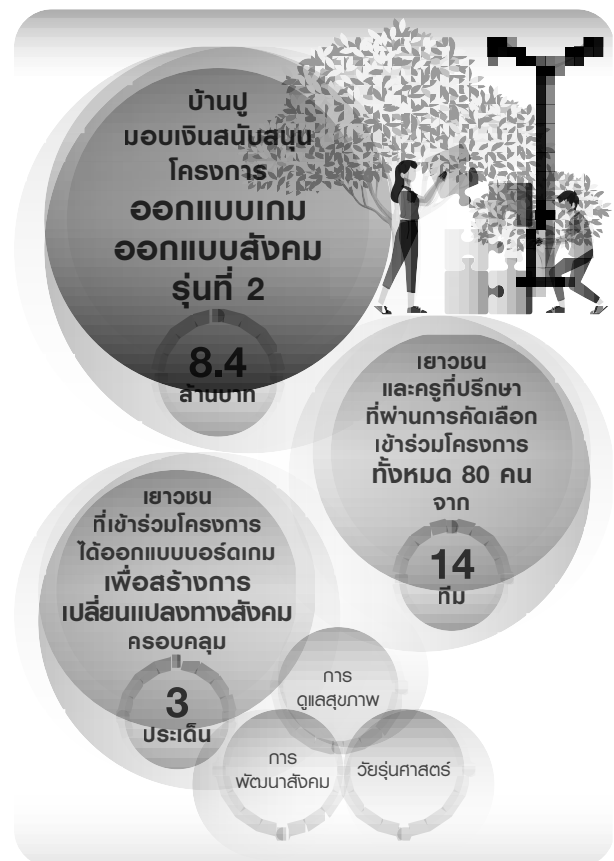 บ้านปู
มอบเงินสนับสนุน
โครงการ
ออกแบบเกม
ออกแบบสังคม
รุ่นที่ 2
8.4
ล้านบาท
เยาวชน
และครูที่ปรึกษา
ที่ผ่านการคัดเลือก
เข้าร่วมโครงการ
ทั้งหมด 80 คน
จาก
14
ทีม
เยาวชน
ที่เข้าร่วมโครงการ
ได้ออกแบบบอร์ดเกม
เพื่อสร้างการ
เปลี่ยนแปลงทางสังคม
ครอบคลุม
3
ประเด็น
การ
ดูแลสุขภาพ
การ
พัฒนาสังคม
วัยรุ่นศาสตร์